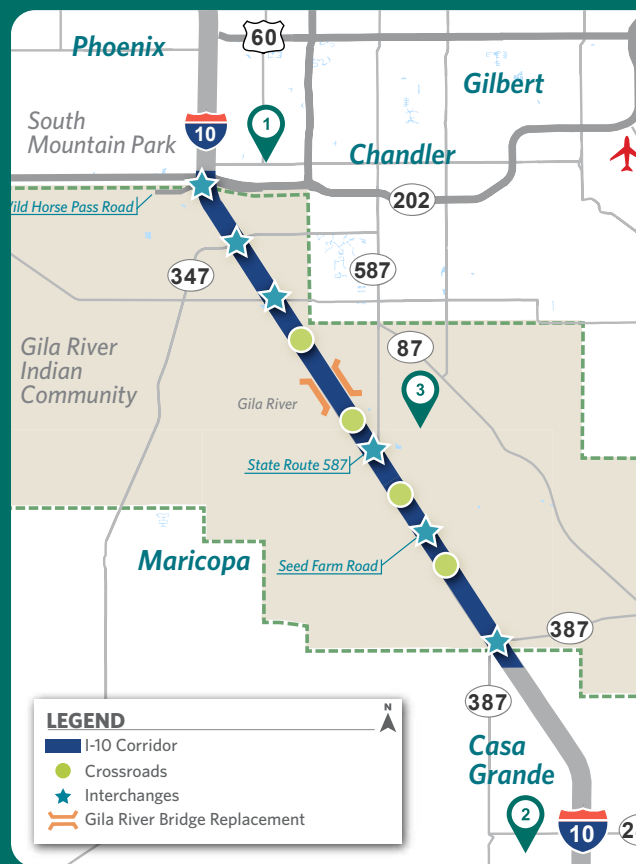 60
Phoenix
Gilbert
South
Mountain Park
10
1
Chandler
202
ild Horse Pass Road
347
587
87
Gila River
Indian
Community
3
Gila River
State Route 587
Maricopa
Seed Farm Road
387
387
LEGEND
N
I-10 Corridor
Crossroads
Interchanges
Gila River Bridge Replacement
Casa
Grande
2
10
2